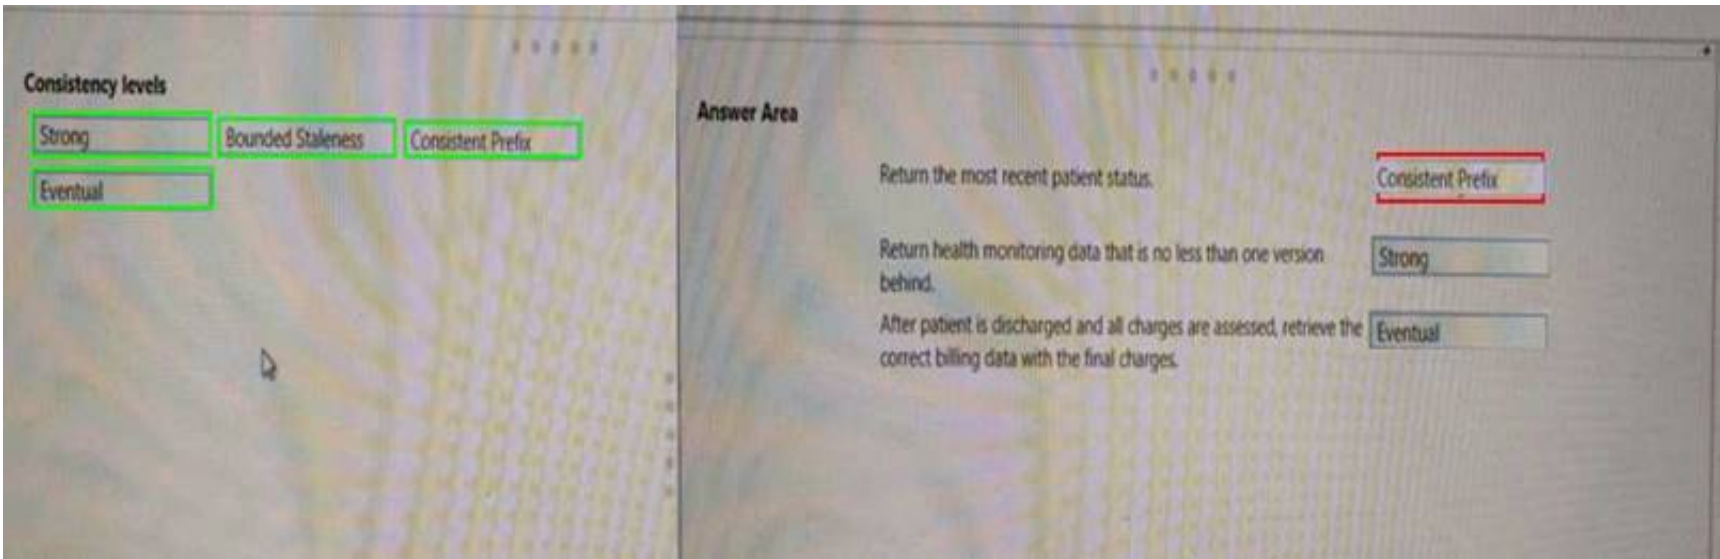 Consistency levels
Strong
Bounded Staleness
Consistent Prefix
Eventual
Answer Area
Return the most recent patient status.
Consistent Prefix
Return health monitoring data that is no less than one version
behind.
Strong
After patient is discharged and all charges are assessed, retrieve the
correct billing data with the final charges.
Eventual